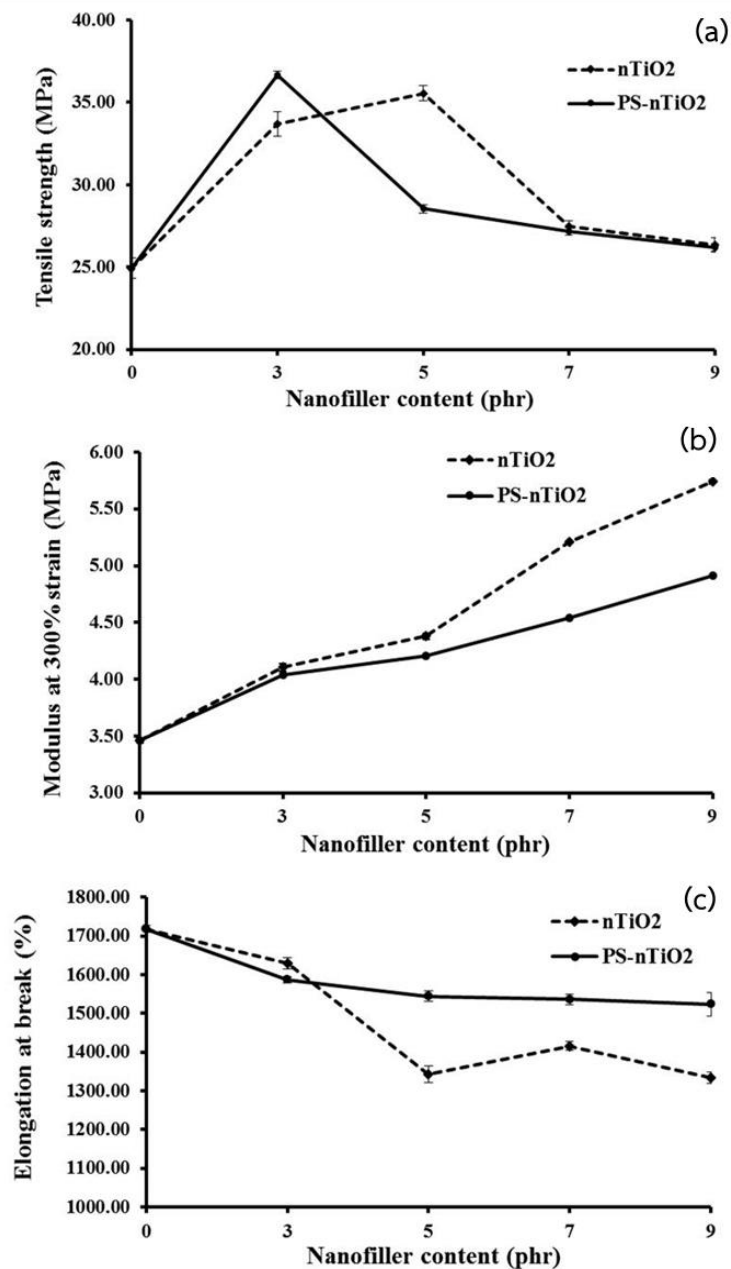 (a)
40.00
35.00
30.00
25.00
20.00
Tensile strength (MPa)
nTiO2
PS-nTiO2
0 3 5 7 9
Nanofiller content (phr)
(b)
6.00
5.50
5.00
4.50
4.00
3.50
3.00
Modulus at 300% strain (MPa)
nTiO2
PS-nTiO2
0 3 5 7 9
Nanofiller content (phr)
(c)
1800.00
1700.00
1600.00
1500.00
1400.00
1300.00
1200.00
1100.00
1000.00
Elongation at break (%)
nTiO2
PS-nTiO2
0 3 5 7 9
Nanofiller content (phr)